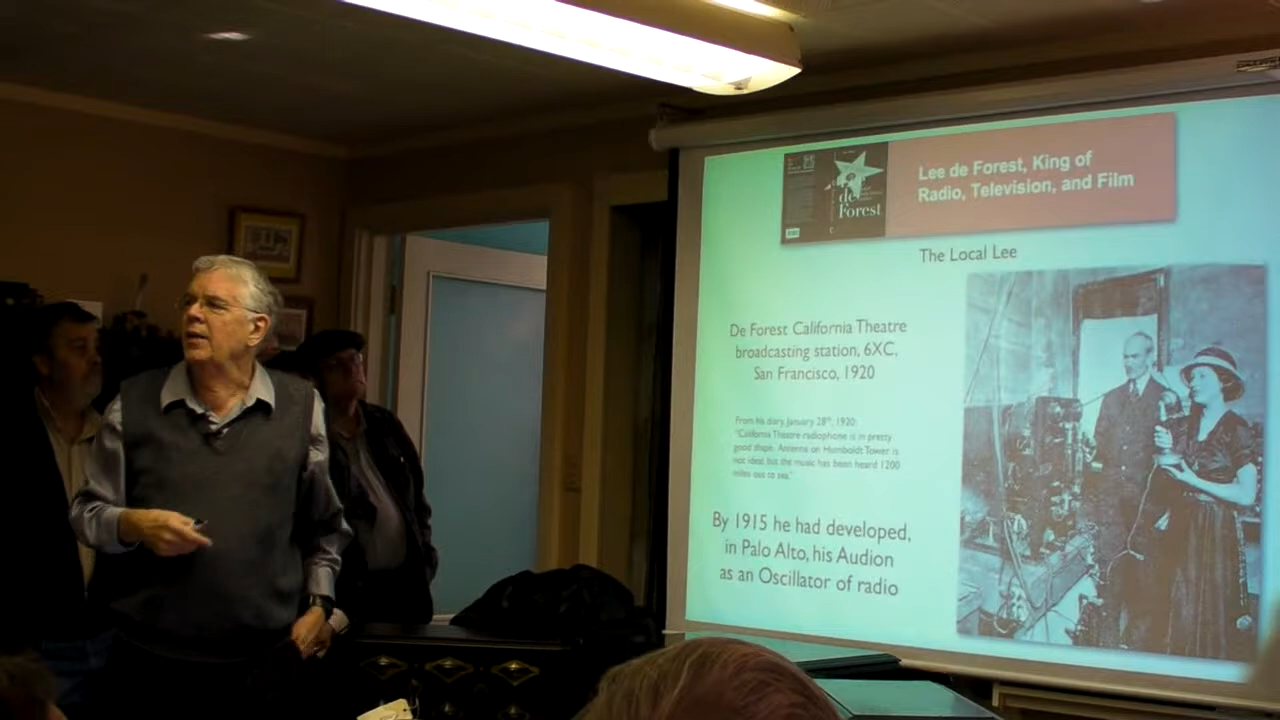 Lee de Forest, King of
Radio, Television, and Film
de
Forest
The Local Lee
De Forest California Theatre
broadcasting station, 6XC,
San Francisco, 1920
From his diary, January 28th, 1920:
"California Theatre radiophone is in pretty
good shape. Antenna on Humboldt Tower is
not ideal but the music has been heard 1200
miles out to sea."
By 1915 he had developed,
in Palo Alto, his Audion
as an Oscillator of radio